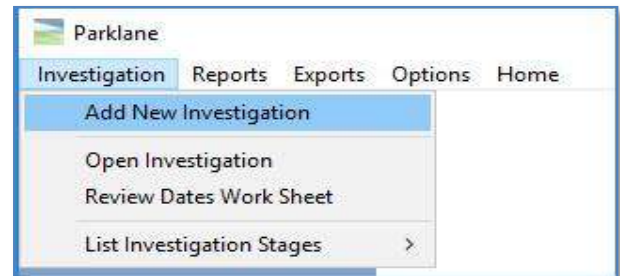 Parklane
Investigation Reports Exports Options Home
Add New Investigation
Open Investigation
Review Dates Work Sheet
List Investigation Stages >